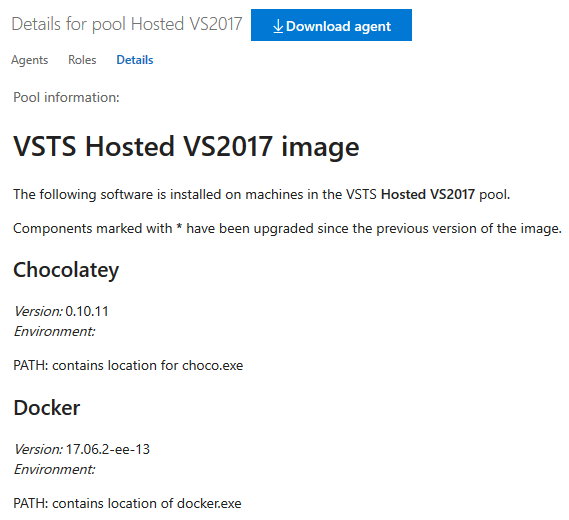 Details for pool Hosted VS2017
Download agent
Agents Roles Details
Pool information:
VSTS Hosted VS2017 image
The following software is installed on machines in the VSTS Hosted VS2017 pool.
Components marked with * have been upgraded since the previous version of the image.
Chocolatey
Version: 0.10.11
Environment:
PATH: contains location for choco.exe
Docker
Version: 17.06.2-ee-13
Environment:
PATH: contains location of docker.exe